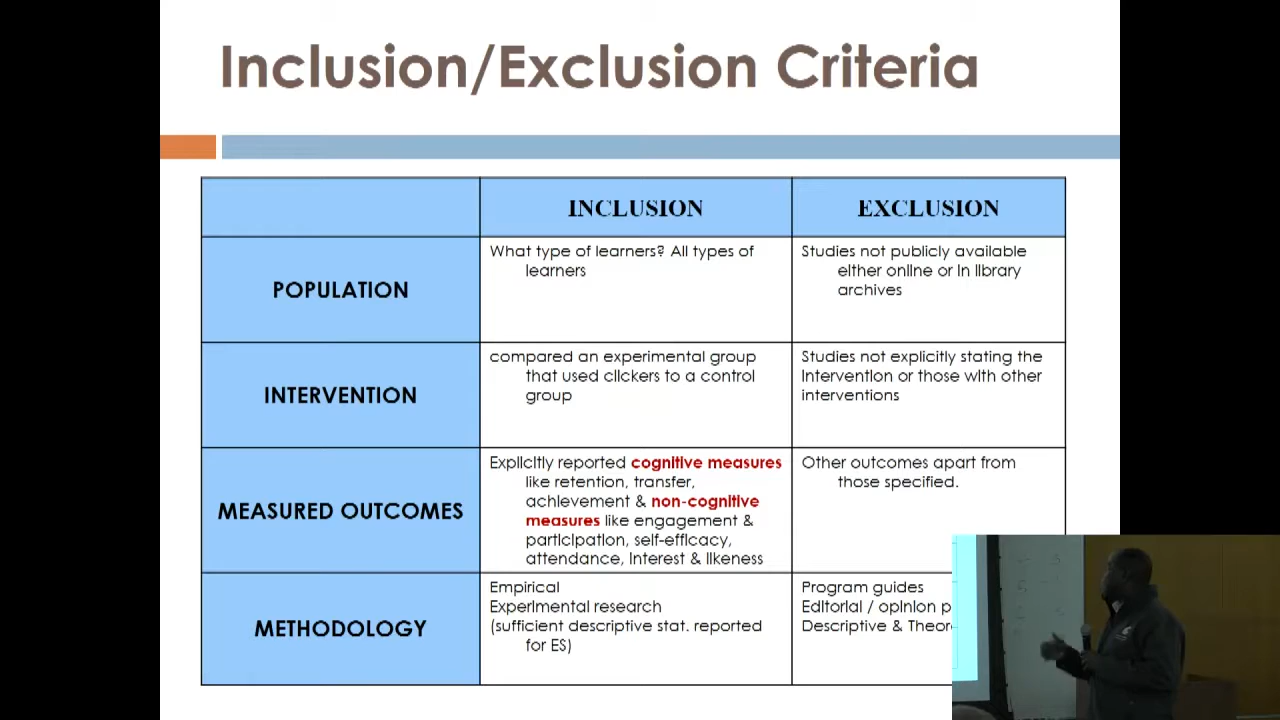 Inclusion/Exclusion Criteria
INCLUSION
EXCLUSION
POPULATION
What type of learners? All types of
learners
Studies not publicly available
either online or in library
archives
INTERVENTION
compared an experimental group
that used clickers to a control
group
Studies not explicitly stating the
intervention or those with other
interventions
MEASURED OUTCOMES
Explicitly reported cognitive measures
like retention, transfer,
achievement & non-cognitive
measures like engagement &
participation, self-efficacy,
attendance, interest & likeness
Other outcomes apart from
those specified.
METHODOLOGY
Empirical
Experimental research
(sufficient descriptive stat. reported
for ES)
Program guides
Editorial / opinion
Descriptive &